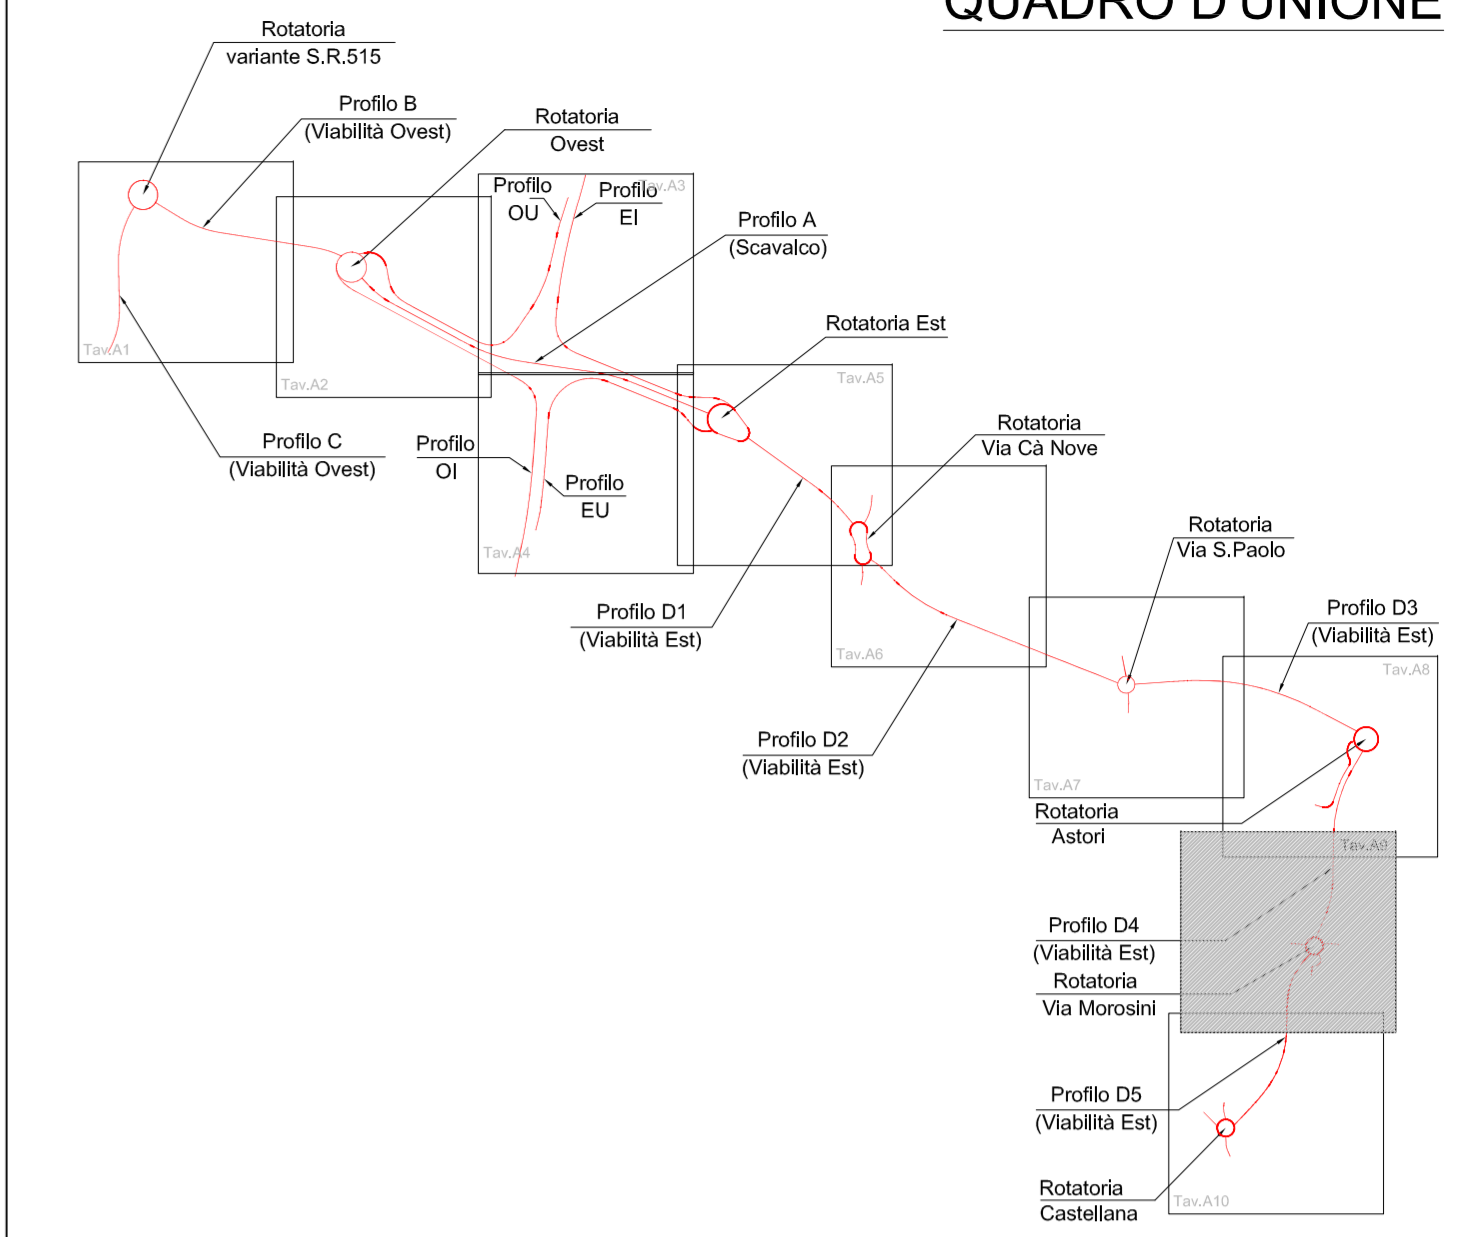 QUADRO D'UNIONE
Rotatoria
variante S.R.515
Profilo B
(Viabilità Ovest)
Rotatoria
Ovest
Profilo
OU
Tav.A3
Profilo
EI
Profilo A
(Scavalco)
Rotatoria Est
Tav.A1
Tav.A2
Tav.A5
Profilo C
(Viabilità Ovest)
Profilo
OI
Profilo
EU
Tav.A4
Rotatoria
Via Cà Nove
Rotatoria
Via S.Paolo
Profilo D1
(Viabilità Est)
Tav.A6
Profilo D3
(Viabilità Est)
Tav.A8
Profilo D2
(Viabilità Est)
Tav.A7
Rotatoria
Astori
Tav.A9
Profilo D4
(Viabilità Est)
Rotatoria
Via Morosini
Profilo D5
(Viabilità Est)
Rotatoria
Castellana
Tav.A10